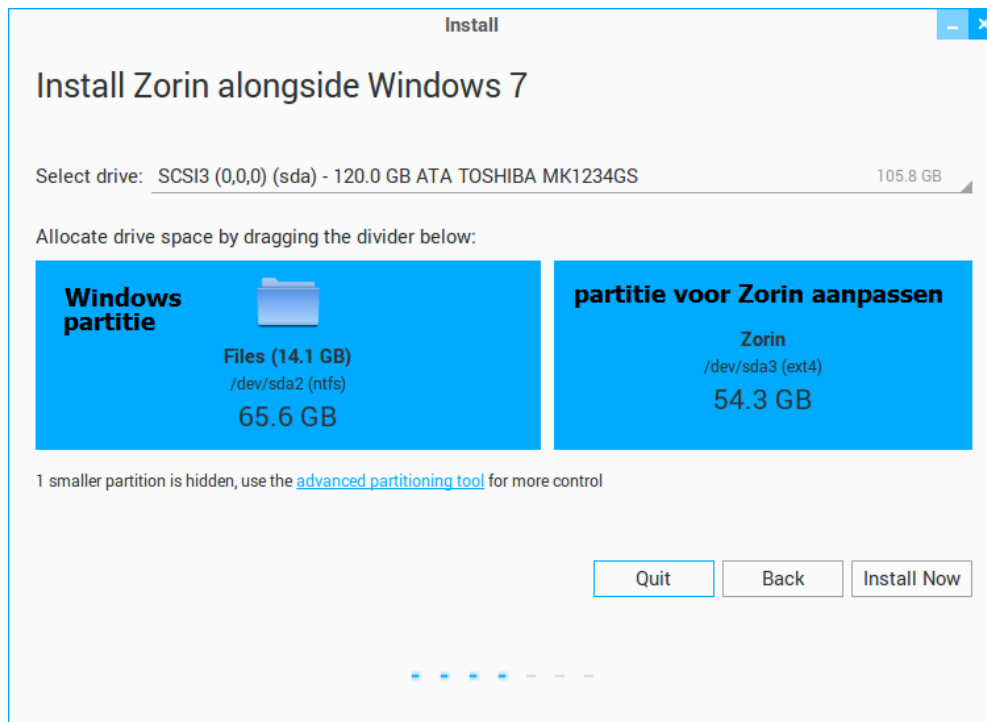 Install
Install Zorin alongside Windows 7
Select drive: SCSI3 (0,0,0) (sda) - 120.0 GB ATA TOSHIBA MK1234GS 105.8 GB
Allocate drive space by dragging the divider below:
Windows
partitie
Files (14.1 GB)
/dev/sda2 (ntfs)
65.6 GB
partitie voor Zorin aanpassen
Zorin
/dev/sda3 (ext4)
54.3 GB
1 smaller partition is hidden, use the advanced partitioning tool for more control
Quit Back Install Now